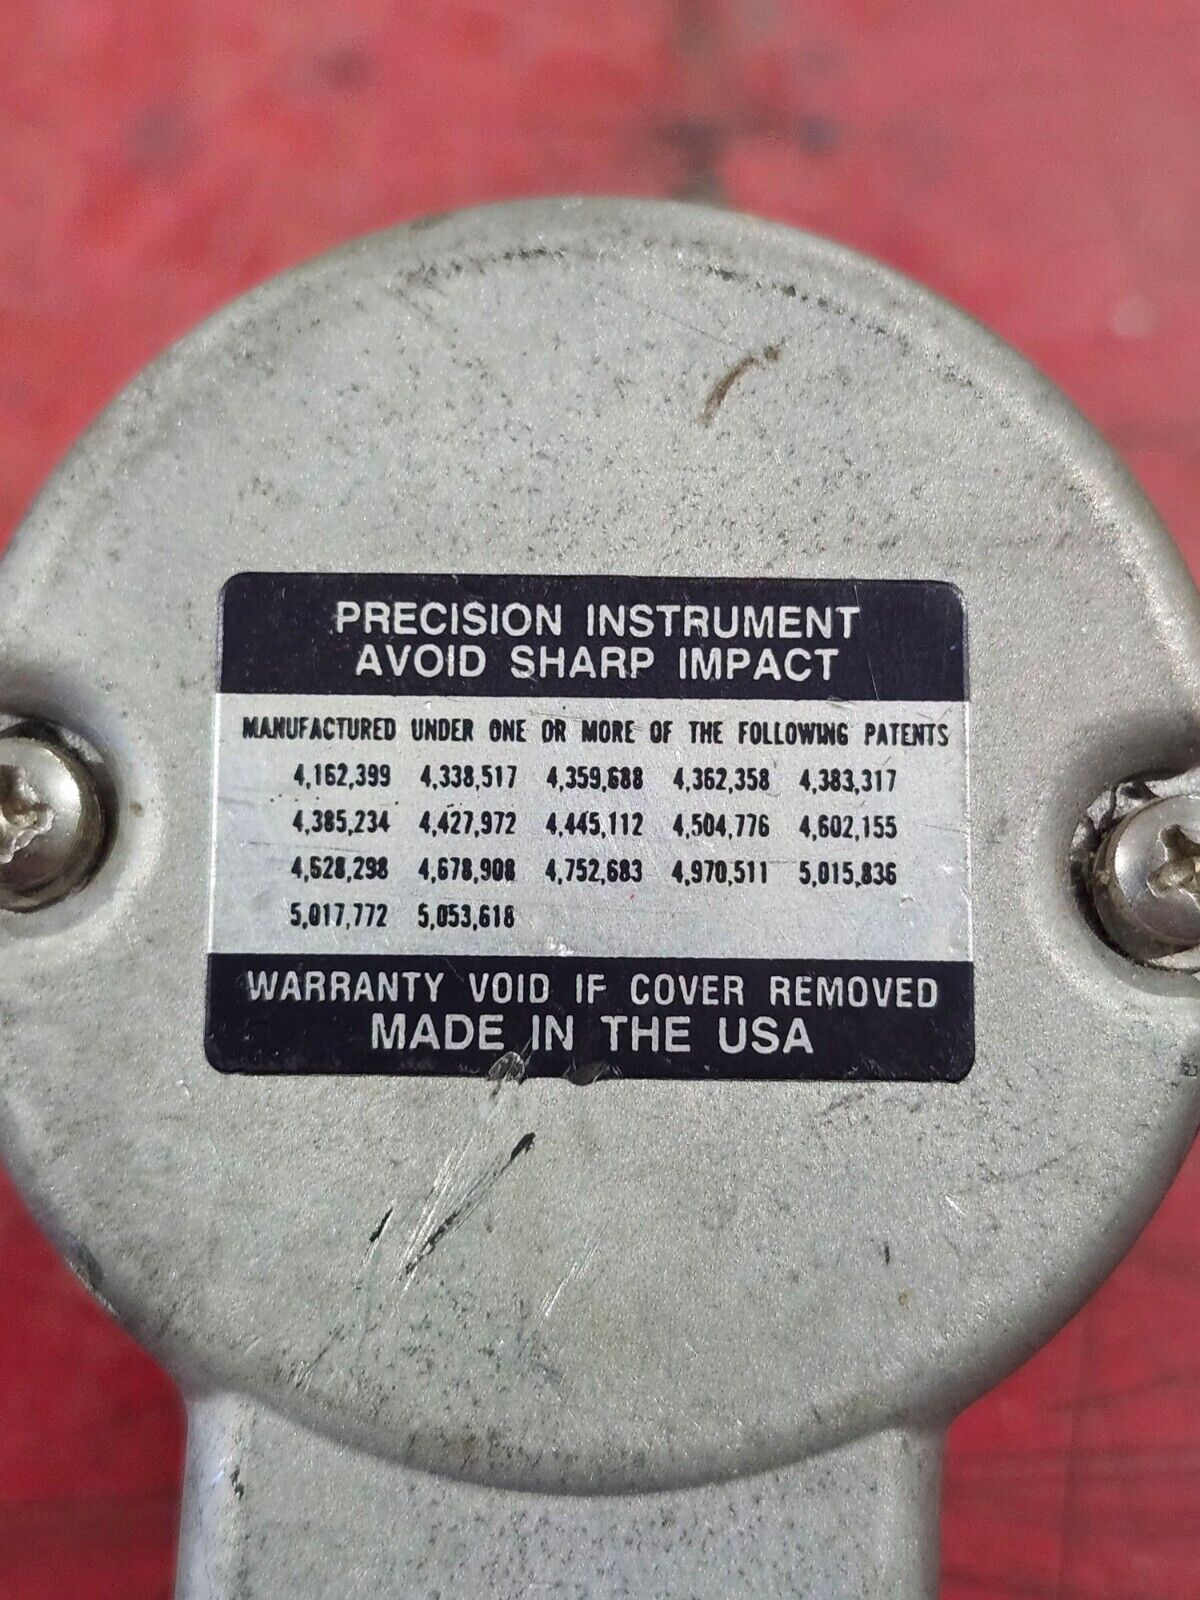 PRECISION INSTRUMENT
AVOID SHARP IMPACT
MANUFACTURED UNDER ONE OR MORE OF THE FOLLOWING PATENTS
4,162,399 4,338,517 4,359,688 4,362,358 4,383,317
4,385,234 4,427,972 4,445,112 4,504,776 4,602,155
4,628,298 4,678,908 4,752,683 4,970,511 5,015,836
5,017,772 5,053,618
WARRANTY VOID IF COVER REMOVED
MADE IN THE USA